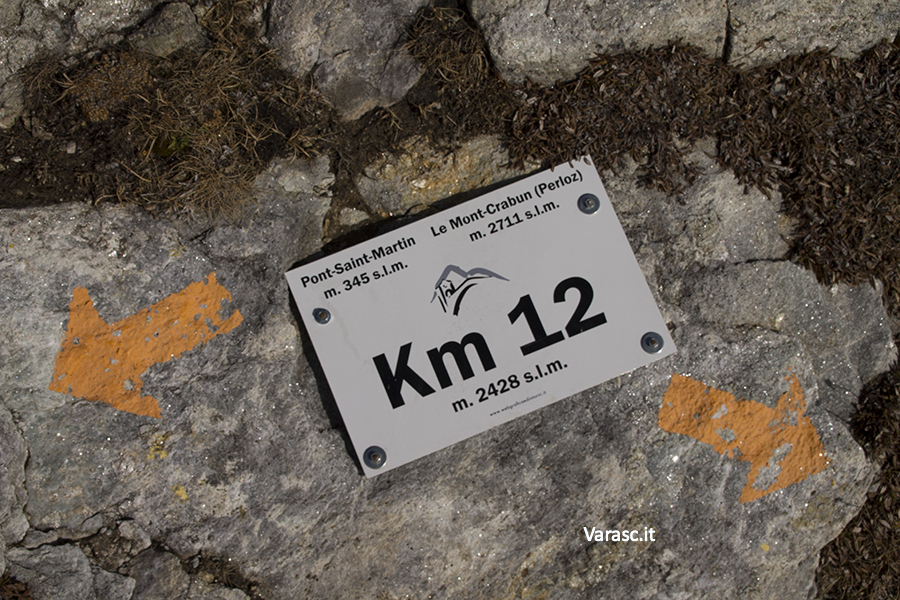 Pont-Saint-Martin
m. 345 s.l.m.
Le Mont-Crabun (Perloz)
m. 2711 s.l.m.
Km 12
m. 2428 s.l.m.
Varasc.it